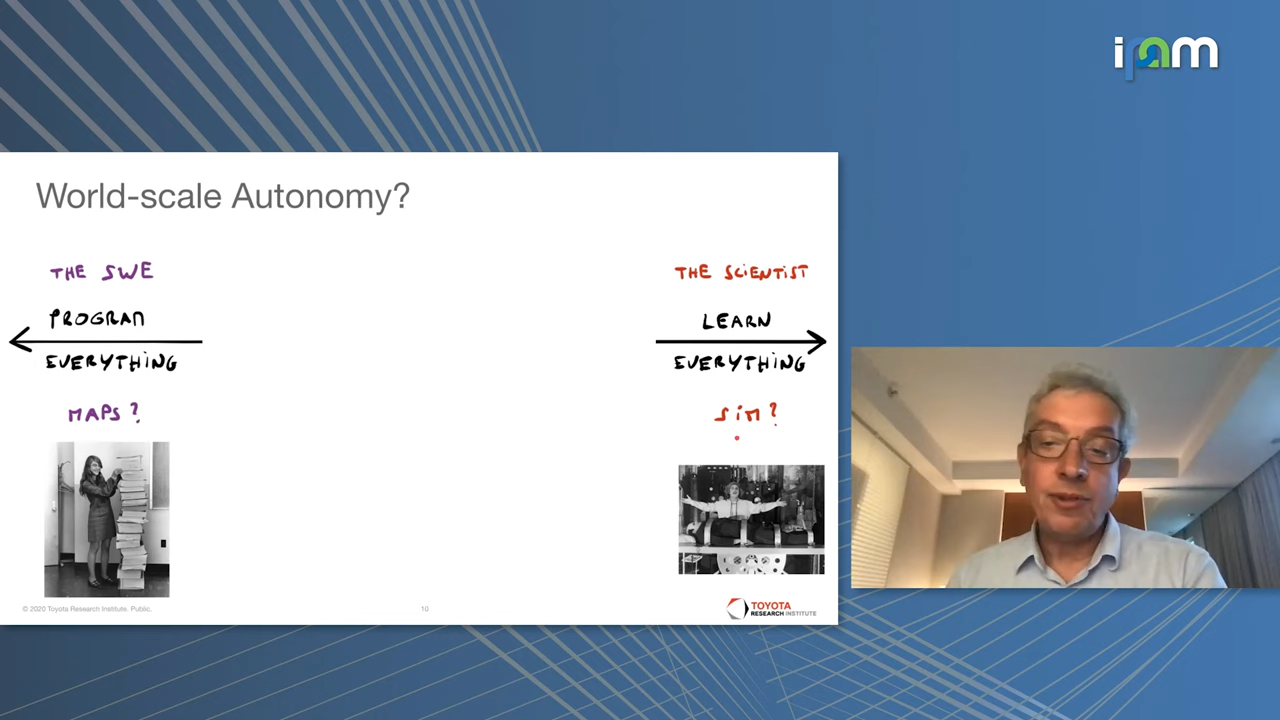 ipam
World-scale Autonomy?
THE SWE
PROGRAM
EVERYTHING
MAPS?
THE SCIENTIST
LEARN
EVERYTHING
SIM?
© 2020 Toyota Research Institute. Public.
10
TOYOTA
RESEARCH INSTITUTE